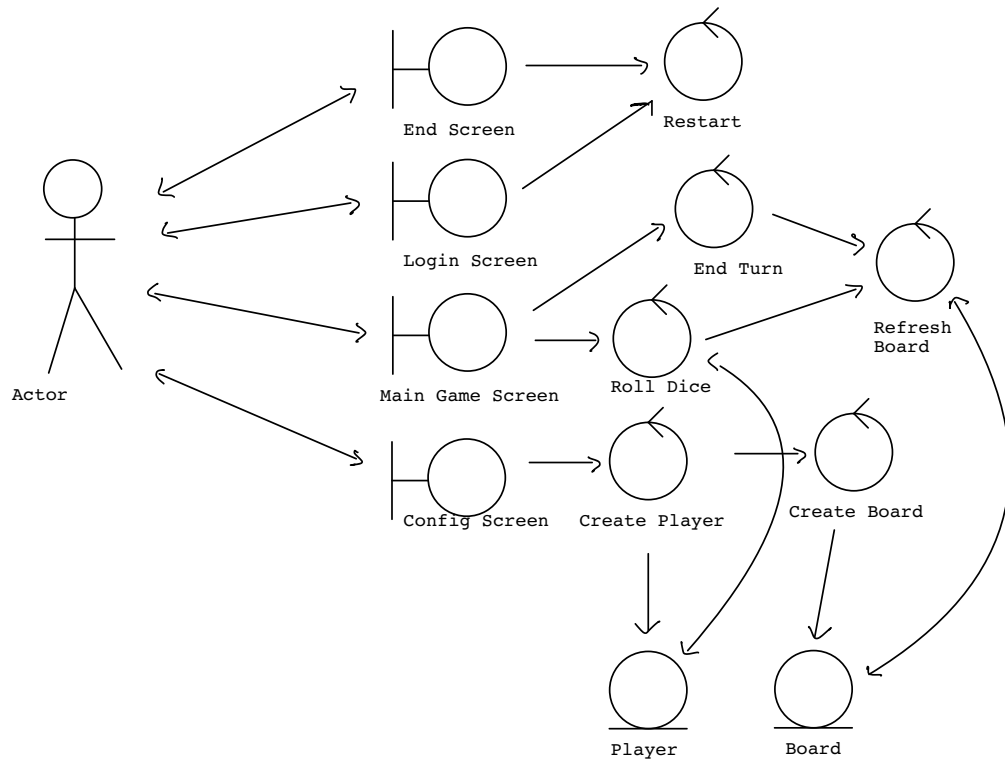 End Screen
Restart
Login Screen
End Turn
Refresh
Board
Main Game Screen
Roll Dice
Actor
Config Screen
Create Player
Create Board
Player
Board